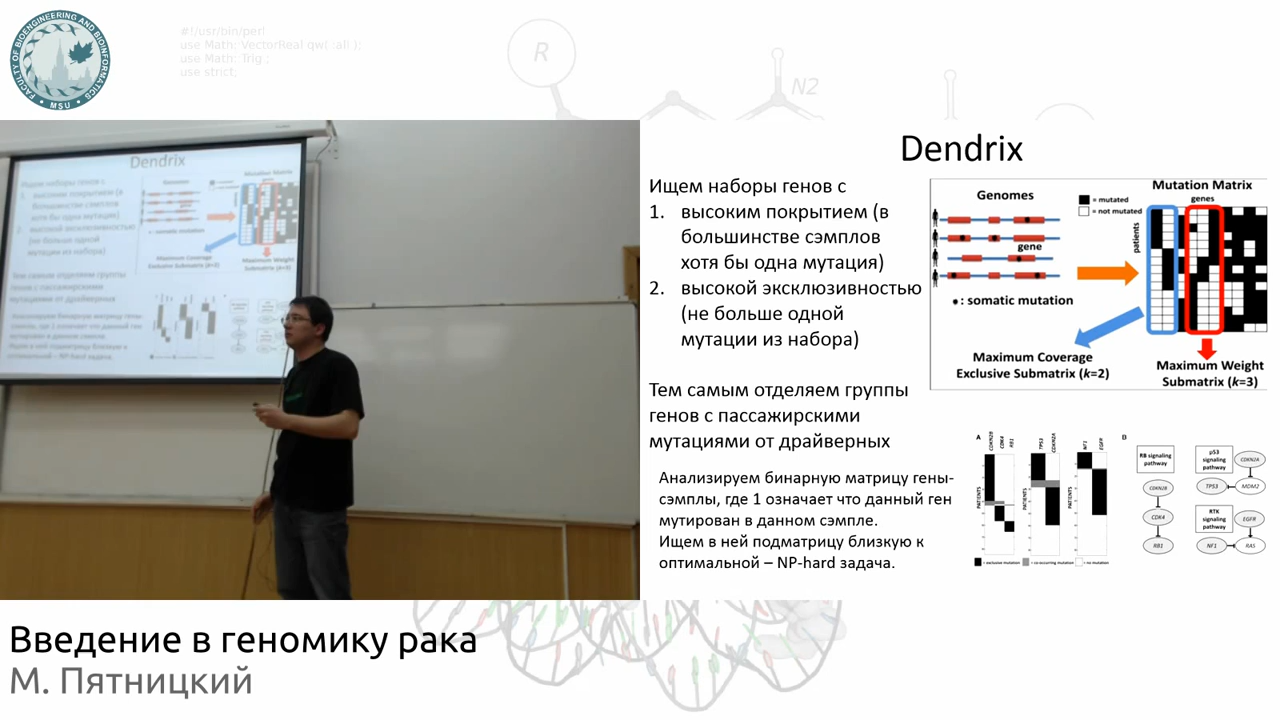 FACULTY OF BIOENGINEERING AND BIOINFORMATICS
• MSU •
#!/usr/bin/perl
use Math::VectorReal qw( :all );
use Math::Trig ;
use strict;
R
N2
Dendrix
Dendrix
Ищем наборы генов с
1. высоким покрытием (в
большинстве сэмплов
хотя бы одна мутация)
2. высокой эксклюзивностью
(не больше одной
мутации из набора)
Тем самым отделяем группы
генов с пассажирскими
мутациями от драйверных
Анализируем бинарную матрицу гены-
сэмплы, где 1 означает что данный ген
мутирован в данном сэмпле.
Ищем в ней подматрицу близкую к
оптимальной – NP-hard задача.
Genomes
gene
: somatic mutation
= mutated
= not mutated
Mutation Matrix
genes
patients
Maximum Coverage
Exclusive Submatrix (k=2)
Maximum Weight
Submatrix (k=3)
A
CDKN2B
CDK4
RB1
PATIENTS
TP53
CDKN2A
PATIENTS
NF1
EGFR
PATIENTS
= exclusive mutation
= co-occurring mutation
= no mutation
B
RB signaling
pathway
CDKN2B
CDK4
RB1
p53
signaling
pathway
CDKN2A
TP53
MDM2
RTK
signaling
pathway
EGFR
NF1
RAS
Введение в геномику рака
М. Пятницкий